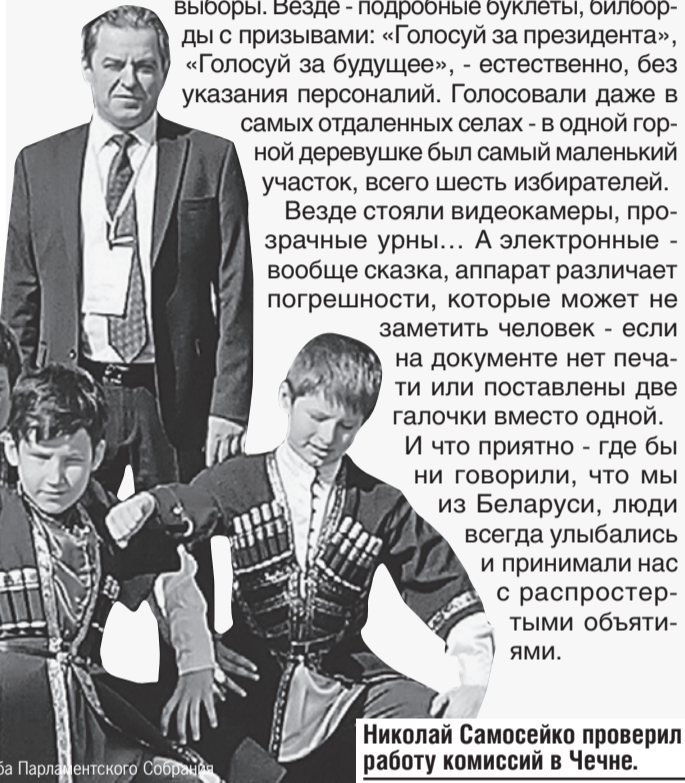 выборы. Везде - подробные буклеты, билбор-
ды с призывами: «Голосуй за президента»,
«Голосуй за будущее», - естественно, без
указания персоналий. Голосовали даже в
самых отдаленных селах - в одной гор-
ной деревушке был самый маленький
участок, всего шесть избирателей.
Везде стояли видеокамеры, про-
зрачные урны... А электронные -
вообще сказка, аппарат различает
погрешности, которые может не
заметить человек - если
на документе нет печа-
ти или поставлены две
галочки вместо одной.
И что приятно - где бы
ни говорили, что мы
из Беларуси, люди
всегда улыбались
и принимали нас
с распростер-
тыми объяти-
ями.
ба Парламентского Собрания
Николай Самосейко проверил
работу комиссий в Чечне.